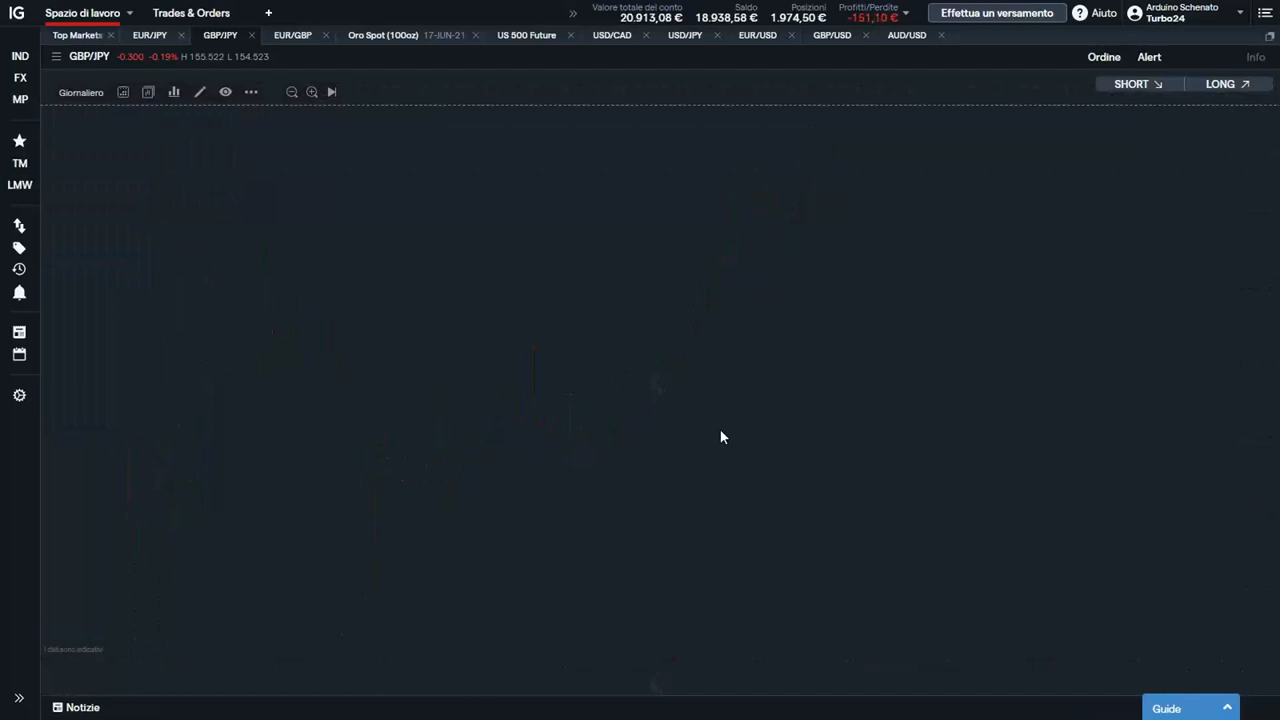 IG Spazio di lavoro Trades & Orders + Valore totale del conto 20.913,08 € Saldo 18.938,58 € Posizioni 1.974,50 € Profitti/Perdite -151,10 € Effettua un versamento ? Aiuto Arduino Schenato Turbo24
Top Markets EUR/JPY GBP/JPY EUR/GBP Oro Spot (100oz) 17-JUN-21 US 500 Future USD/CAD USD/JPY EUR/USD GBP/USD AUD/USD
GBP/JPY -0.300 -0.19% H 155.522 L 154.523 Ordine Alert Info
Giornaliero SHORT LONG
IND
FX
MP
TM
LMW
I dati sono indicativi
Notizie Guide